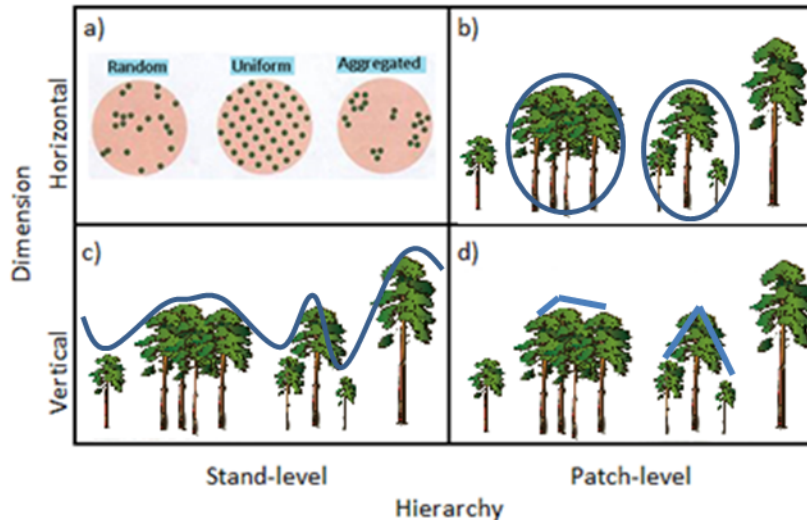 a)
Random
Uniform
Aggregated
b)
Horizontal
Dimension
c)
d)
Vertical
Stand-level
Patch-level
Hierarchy